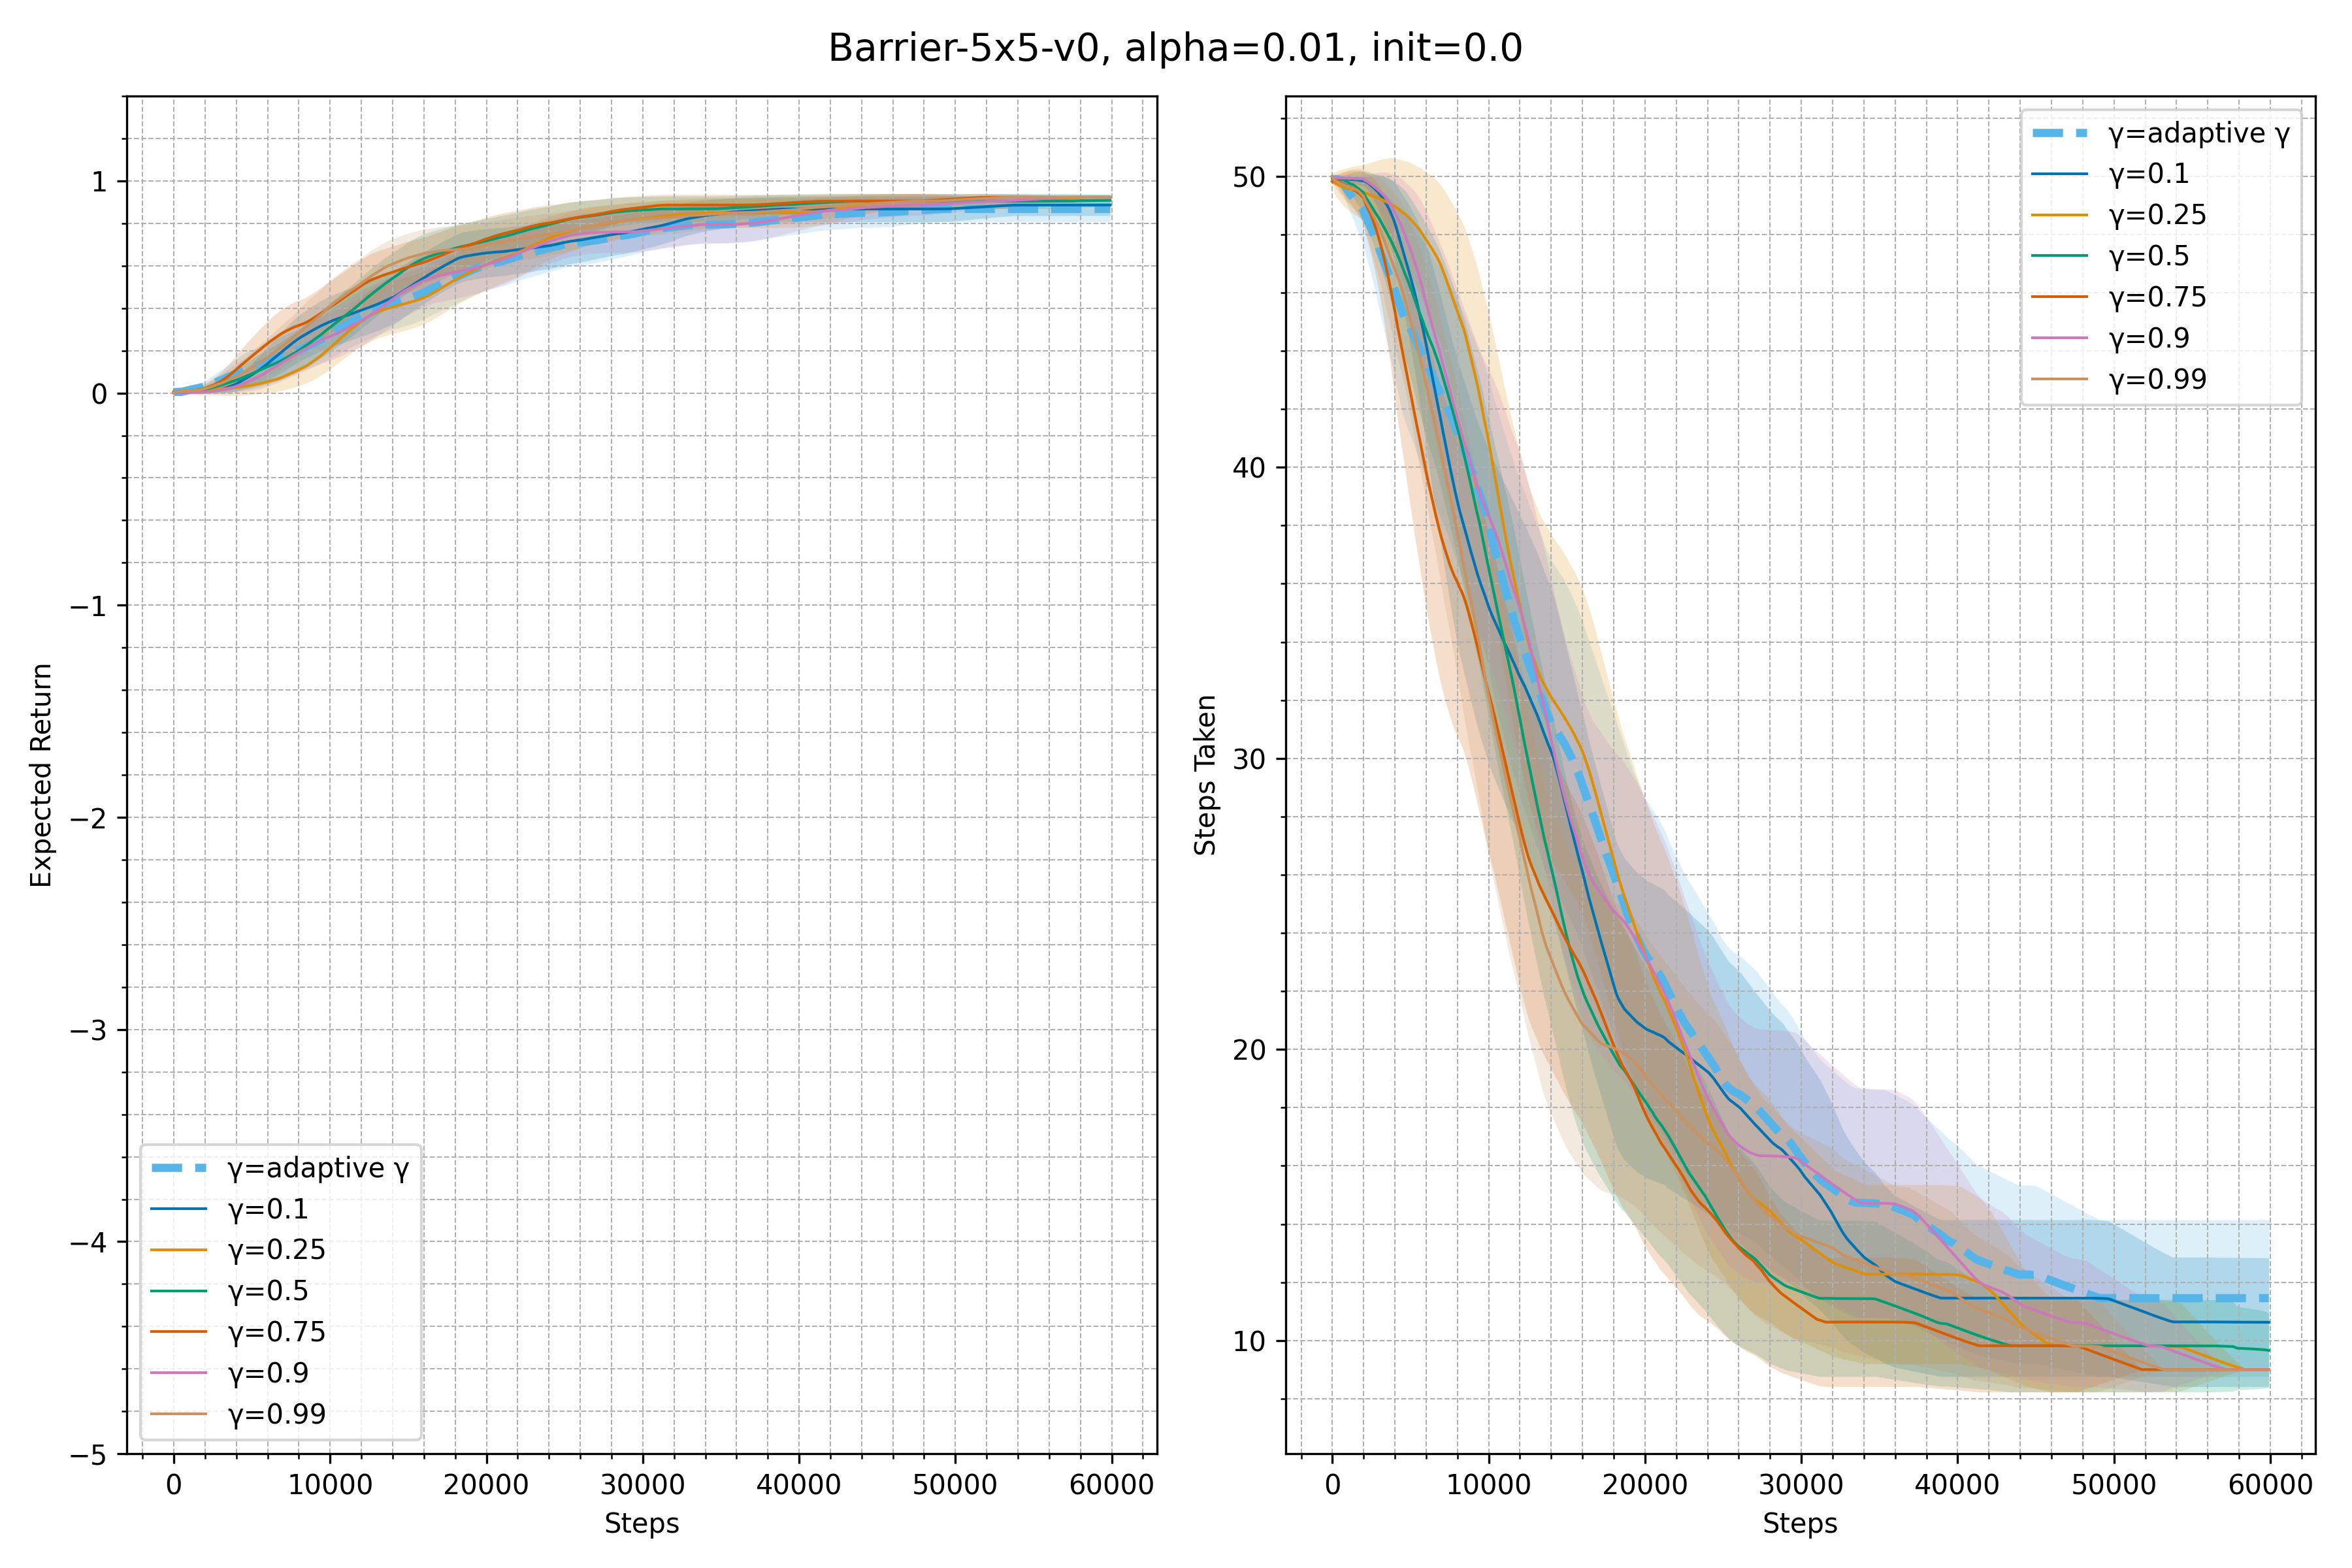 Barrier-5x5-v0, alpha=0.01, init=0.0
Expected Return
1
0
−1
−2
−3
−4
−5
γ=adaptive γ
γ=0.1
γ=0.25
γ=0.5
γ=0.75
γ=0.9
γ=0.99
0 10000 20000 30000 40000 50000 60000
Steps
Steps Taken
50
40
30
20
10
γ=adaptive γ
γ=0.1
γ=0.25
γ=0.5
γ=0.75
γ=0.9
γ=0.99
0 10000 20000 30000 40000 50000 60000
Steps